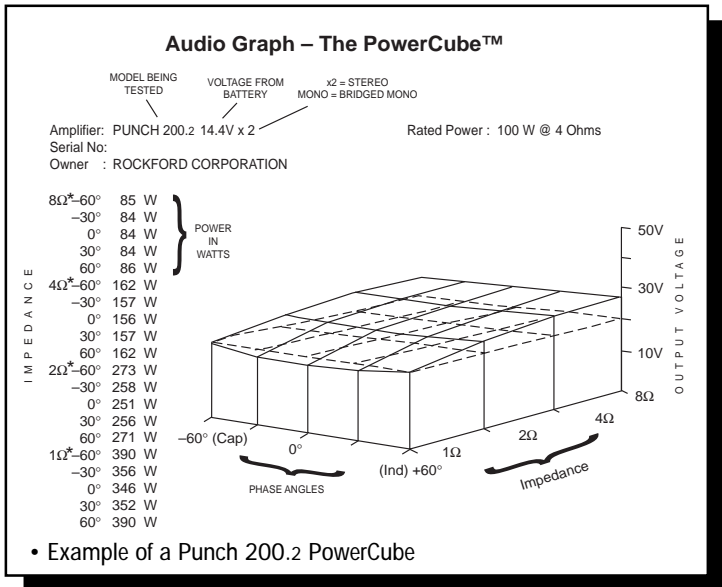 Audio Graph – The PowerCube™
MODEL BEING TESTED
VOLTAGE FROM BATTERY
x2 = STEREO
MONO = BRIDGED MONO
Amplifier: PUNCH 200.2 14.4V x 2
Rated Power : 100 W @ 4 Ohms
Serial No:
Owner : ROCKFORD CORPORATION
IMPEDANCE
8Ω*–60° 85 W
–30° 84 W
0° 84 W
30° 84 W
60° 86 W
4Ω*–60° 162 W
–30° 157 W
0° 156 W
30° 157 W
60° 162 W
2Ω*–60° 273 W
–30° 258 W
0° 251 W
30° 256 W
60° 271 W
1Ω*–60° 390 W
–30° 356 W
0° 346 W
30° 352 W
60° 390 W
POWER
IN
WATTS
50V
30V
10V
OUTPUT VOLTAGE
8Ω
4Ω
2Ω
1Ω
Impedance
–60° (Cap)
0°
(Ind) +60°
PHASE ANGLES
• Example of a Punch 200.2 PowerCube